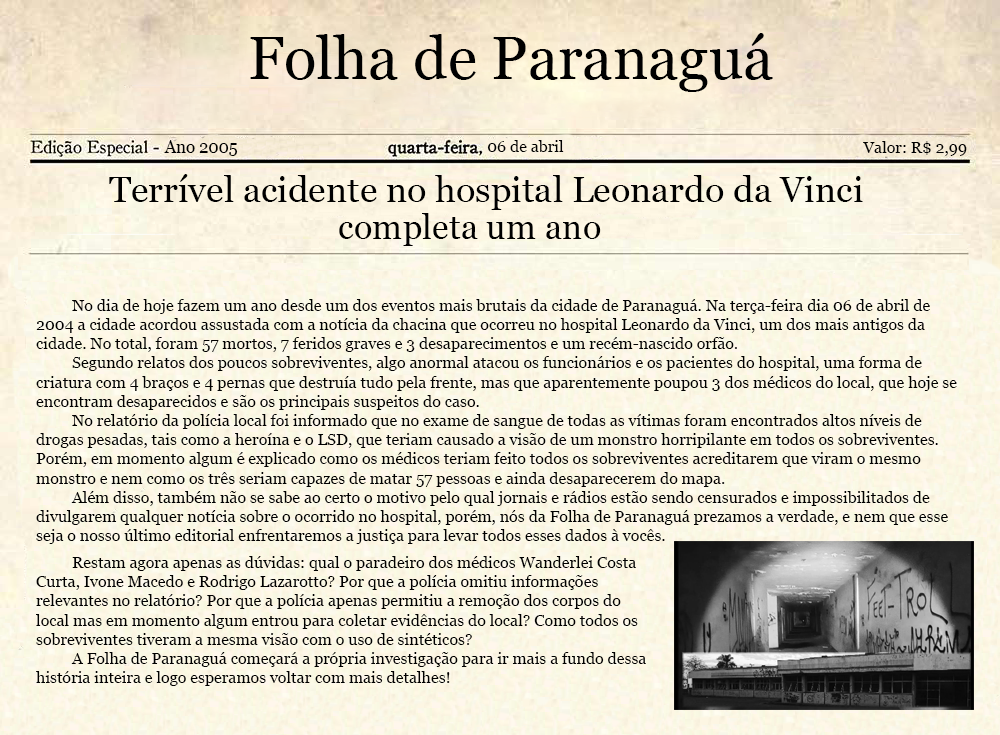 Folha de Paranaguá
Edição Especial - Ano 2005 quarta-feira, 06 de abril Valor: R$ 2,99
Terrível acidente no hospital Leonardo da Vinci
completa um ano
No dia de hoje fazem um ano desde um dos eventos mais brutais da cidade de Paranaguá. Na terça-feira dia 06 de abril de
2004 a cidade acordou assustada com a notícia da chacina que ocorreu no hospital Leonardo da Vinci, um dos mais antigos da
cidade. No total, foram 57 mortos, 7 feridos graves e 3 desaparecimentos e um recém-nascido orfão.
Segundo relatos dos poucos sobreviventes, algo anormal atacou os funcionários e os pacientes do hospital, uma forma de
criatura com 4 braços e 4 pernas que destruía tudo pela frente, mas que aparentemente poupou 3 dos médicos do local, que hoje se
encontram desaparecidos e são os principais suspeitos do caso.
No relatório da polícia local foi informado que no exame de sangue de todas as vítimas foram encontrados altos níveis de
drogas pesadas, tais como a heroína e o LSD, que teriam causado a visão de um monstro horripilante em todos os sobreviventes.
Porém, em momento algum é explicado como os médicos teriam feito todos os sobreviventes acreditarem que viram o mesmo
monstro e nem como os três seriam capazes de matar 57 pessoas e ainda desaparecerem do mapa.
Além disso, também não se sabe ao certo o motivo pelo qual jornais e rádios estão sendo censurados e impossibilitados de
divulgarem qualquer notícia sobre o ocorrido no hospital, porém, nós da Folha de Paranaguá prezamos a verdade, e nem que esse
seja o nosso último editorial enfrentaremos a justiça para levar todos esses dados à vocês.
Restam agora apenas as dúvidas: qual o paradeiro dos médicos Wanderlei Costa
Curta, Ivone Macedo e Rodrigo Lazarotto? Por que a polícia omitiu informações
relevantes no relatório? Por que a polícia apenas permitiu a remoção dos corpos do
local mas em momento algum entrou para coletar evidências do local? Como todos os
sobreviventes tiveram a mesma visão com o uso de sintéticos?
A Folha de Paranaguá começará a própria investigação para ir mais a fundo dessa
história inteira e logo esperamos voltar com mais detalhes!
FEET-TROLL